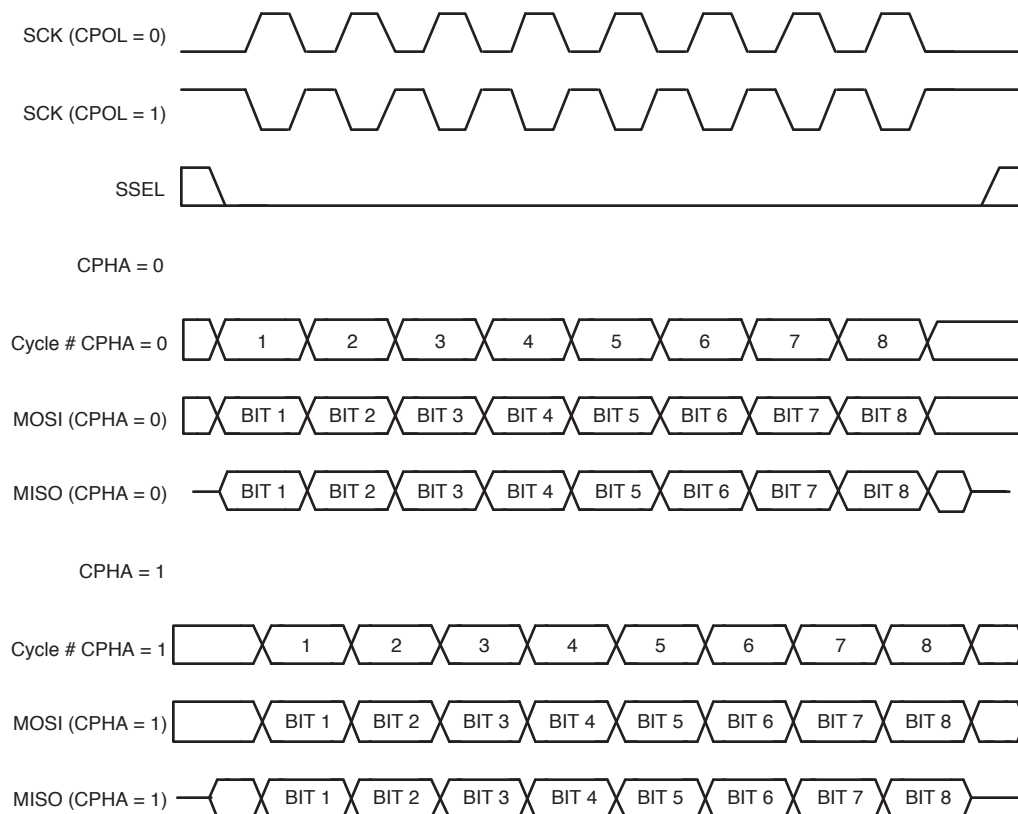 SCK (CPOL = 0)
SCK (CPOL = 1)
SSEL
CPHA = 0
Cycle # CPHA = 0 1 2 3 4 5 6 7 8
MOSI (CPHA = 0) BIT 1 BIT 2 BIT 3 BIT 4 BIT 5 BIT 6 BIT 7 BIT 8
MISO (CPHA = 0) BIT 1 BIT 2 BIT 3 BIT 4 BIT 5 BIT 6 BIT 7 BIT 8
CPHA = 1
Cycle # CPHA = 1 1 2 3 4 5 6 7 8
MOSI (CPHA = 1) BIT 1 BIT 2 BIT 3 BIT 4 BIT 5 BIT 6 BIT 7 BIT 8
MISO (CPHA = 1) BIT 1 BIT 2 BIT 3 BIT 4 BIT 5 BIT 6 BIT 7 BIT 8